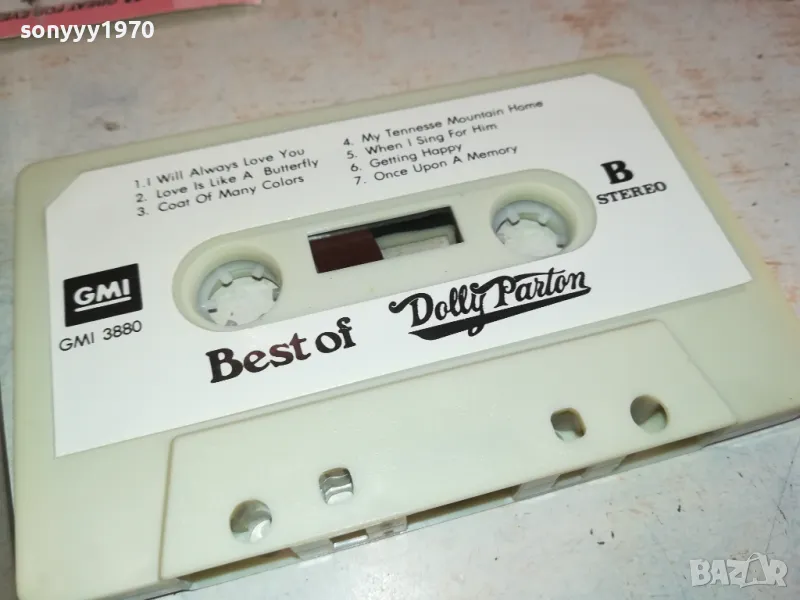 sonyyy1970
1. I Will Always Love You
2. Love Is Like A Butterfly
3. Coat Of Many Colors
4. My Tennesse Mountain Home
5. When I Sing For Him
6. Getting Happy
7. Once Upon A Memory
B
STEREO
GMI
GMI 3880
Best of Dolly Parton
BAZAR